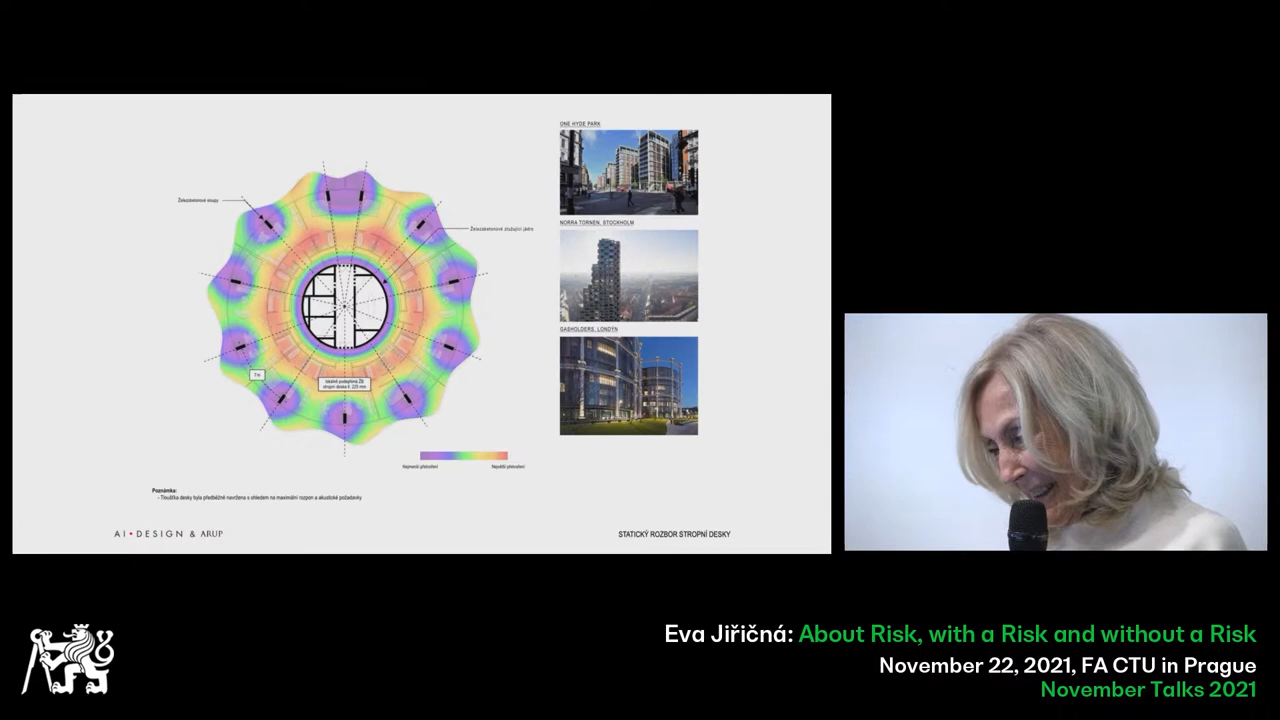 ONE HYDE PARK
Železobetonové sloupy
NORRA TORNEN, STOCKHOLM
Železobetonové ztužující jádro
GASHOLDERS, LONDÝN
7 m
lokálně podepřená ŽB
stropní deska tl. 225 mm
Nejmenší přetvoření
Největší přetvoření
Poznámka:
- Tloušťka desky byla předběžně navržena s ohledem na maximální rozpon a akustické požadavky
AI•DESIGN & ARUP
STATICKÝ ROZBOR STROPNÍ DESKY
Eva Jiřičná: About Risk, with a Risk and without a Risk
November 22, 2021, FA CTU in Prague
November Talks 2021